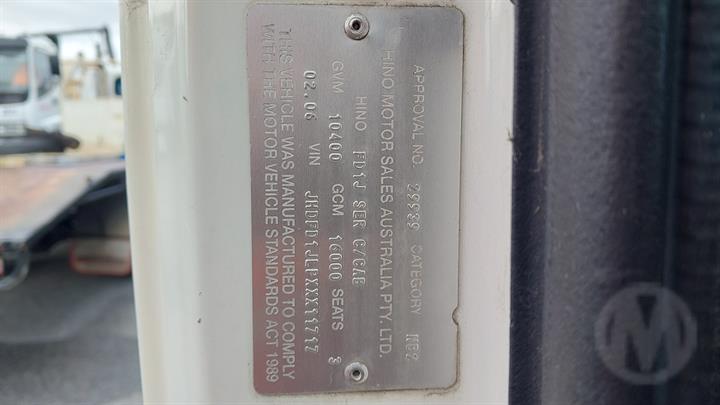 APPROVAL NO. 29939 CATEGORY NB2
HINO MOTOR SALES AUSTRALIA PTY. LTD.
HINO FD1J SER C/CAB
GVM 10400 GCM 16000 SEATS 3
02.06 VIN JHDFD1JLPXXX11717
THIS VEHICLE WAS MANUFACTURED TO COMPLY
WITH THE MOTOR VEHICLE STANDARDS ACT 1989
M